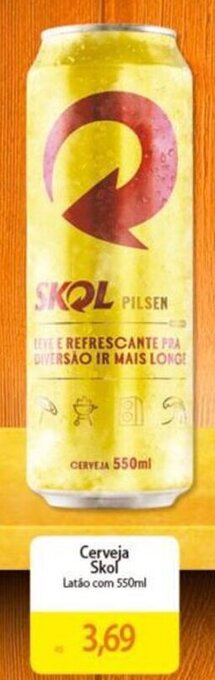 SKOL PILSEN
LEVE E REFRESCANTE PRA
DIVERSÃO IR MAIS LONGE
CERVEJA 550ml
Cerveja
Skol
Latão com 550ml
R$ 3,69